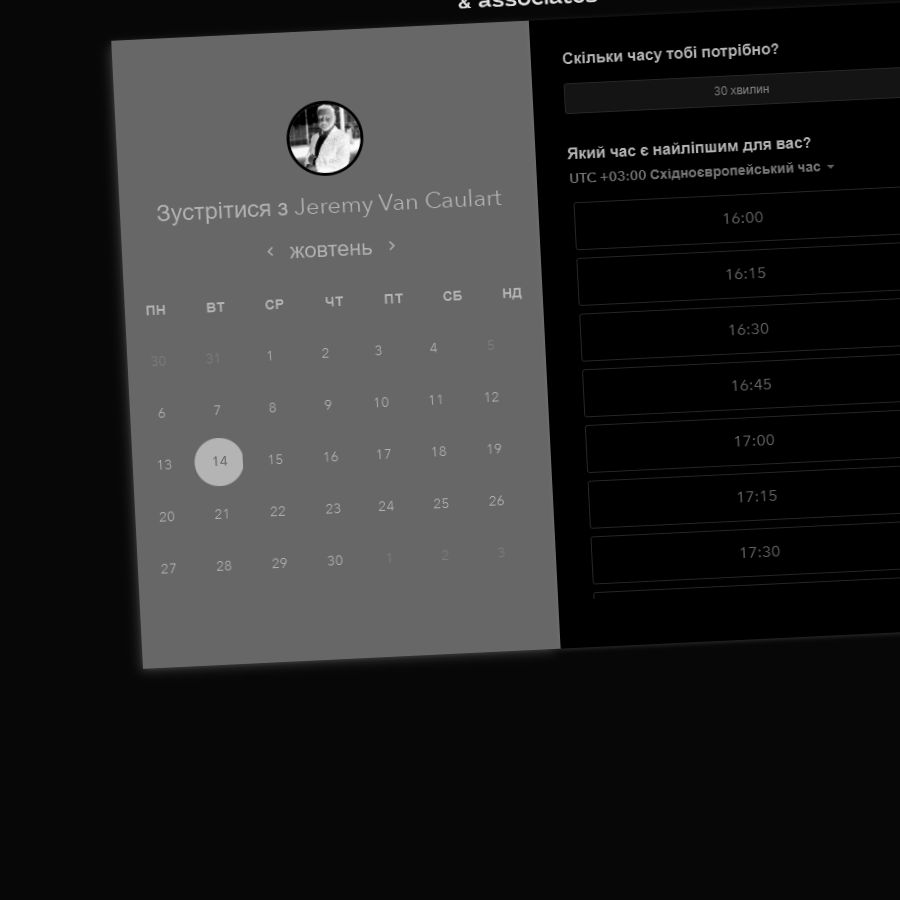 & associates
Зустрітися з Jeremy Van Caulart
жовтень
ПН ВТ СР ЧТ ПТ СБ НД
30 31 1 2 3 4 5
6 7 8 9 10 11 12
13 14 15 16 17 18 19
20 21 22 23 24 25 26
27 28 29 30 1 2 3
Скільки часу тобі потрібно?
30 хвилин
Який час є найліпшим для вас?
UTC +03:00 Східноєвропейський час
16:00
16:15
16:30
16:45
17:00
17:15
17:30